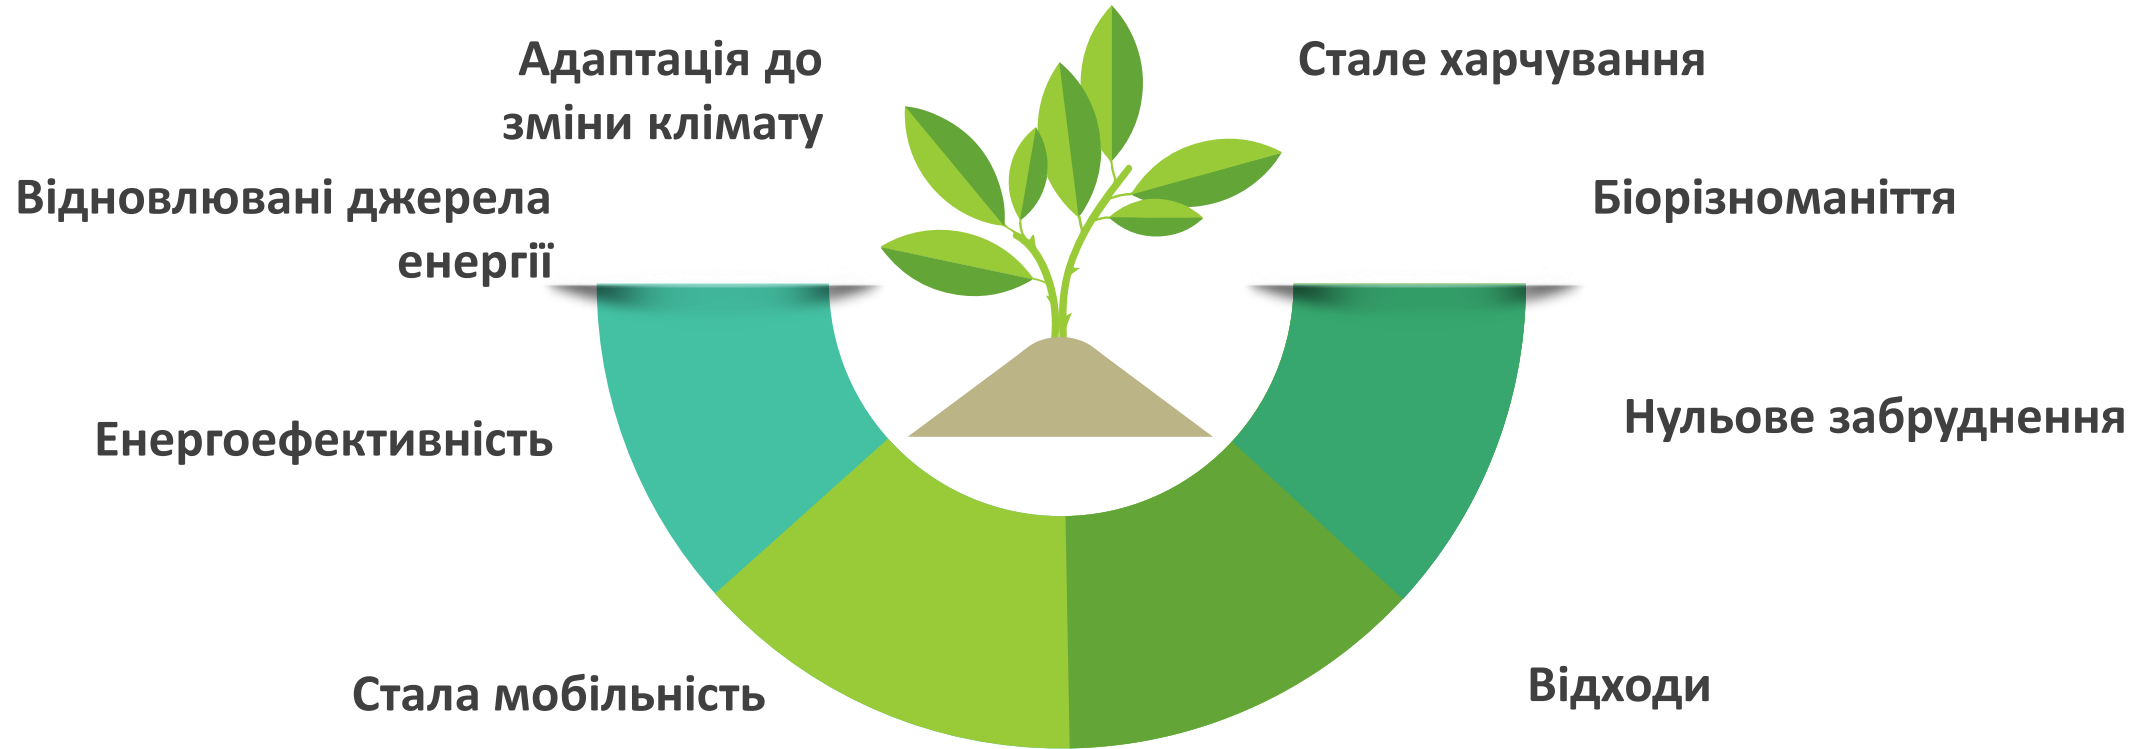 Адаптація до
зміни клімату
Відновлювані джерела
енергії
Енергоефективність
Стала мобільність
Стале харчування
Біорізноманіття
Нульове забруднення
Відходи